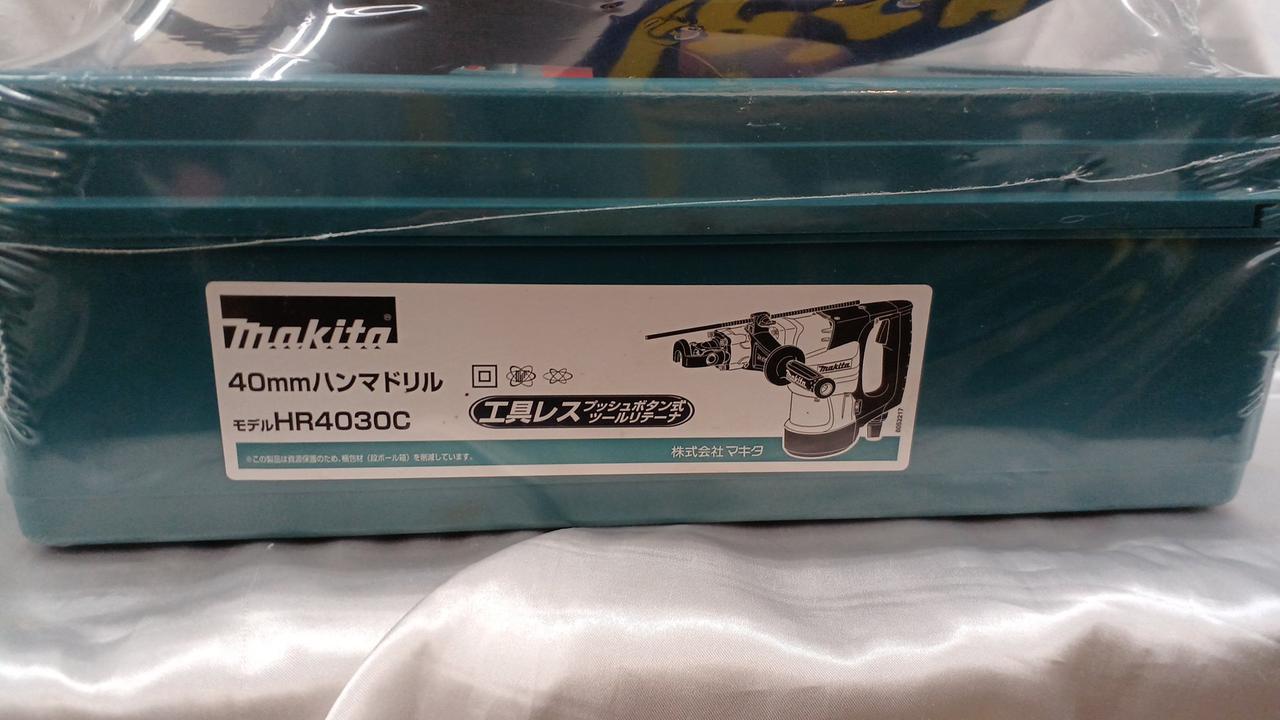 makita®
40mmハンマドリル
モデルHR4030C
工具レス プッシュボタン式
ツールリテーナ
※この製品は資源保護のため、梱包材（段ボール箱）を削減しています。
株式会社マキタ
makita